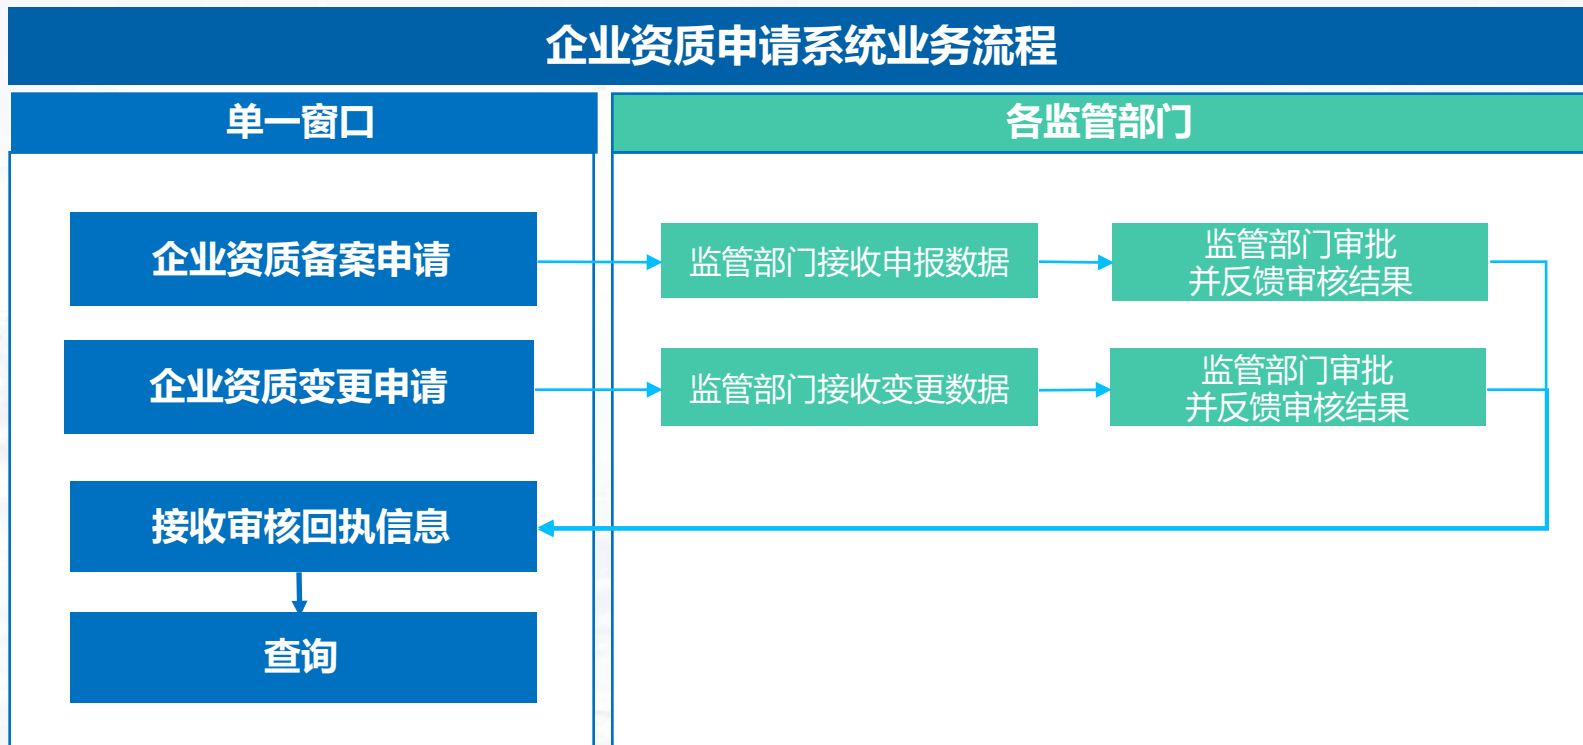 企业资质申请系统业务流程
单一窗口
各监管部门
企业资质备案申请
监管部门接收申报数据
监管部门审批
并反馈审核结果
企业资质变更申请
监管部门接收变更数据
监管部门审批
并反馈审核结果
接收审核回执信息
查询